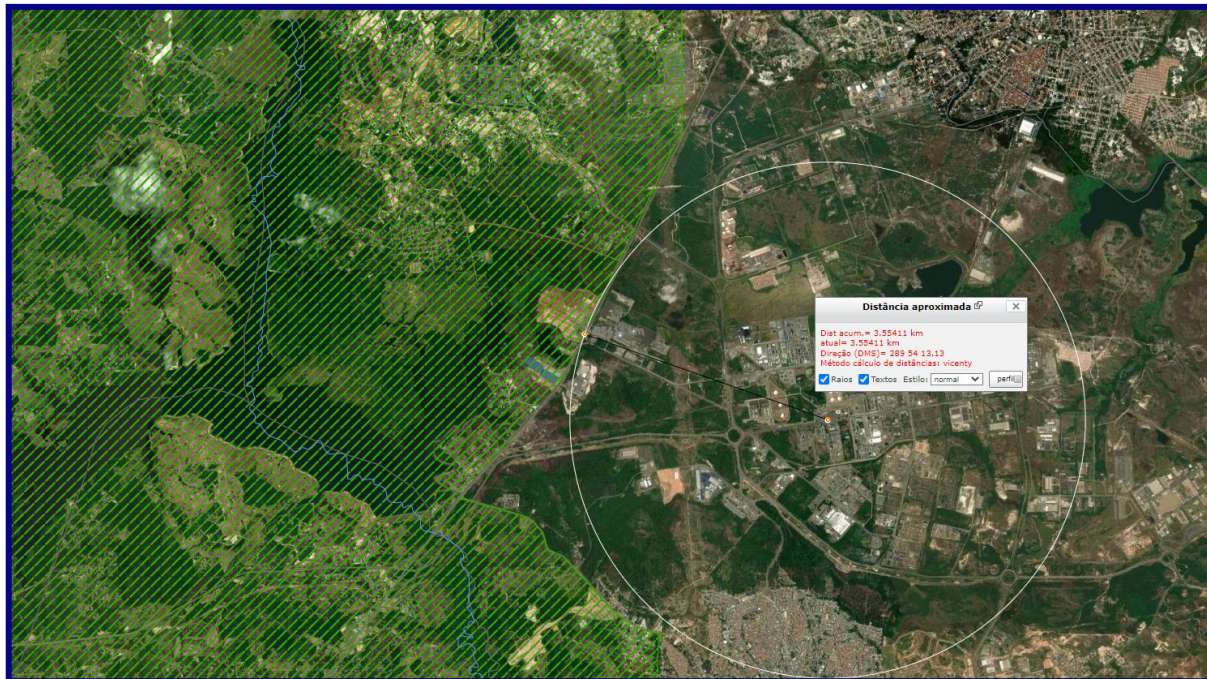 Distância aproximada
Dist acum.= 3.55411 km
atual= 3.55411 km
Direção (DMS)= 289 54 13.13
Método cálculo de distâncias: vicenty
Raios Textos Estilo: normal perfil